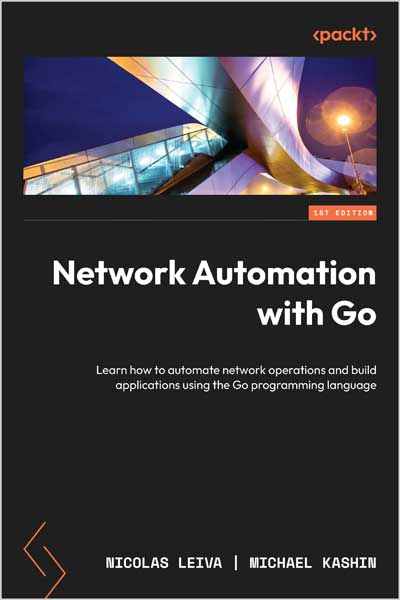 <packt>
1ST EDITION
Network Automation
with Go
Learn how to automate network operations and build
applications using the Go programming language
NICOLAS LEIVA | MICHAEL KASHIN